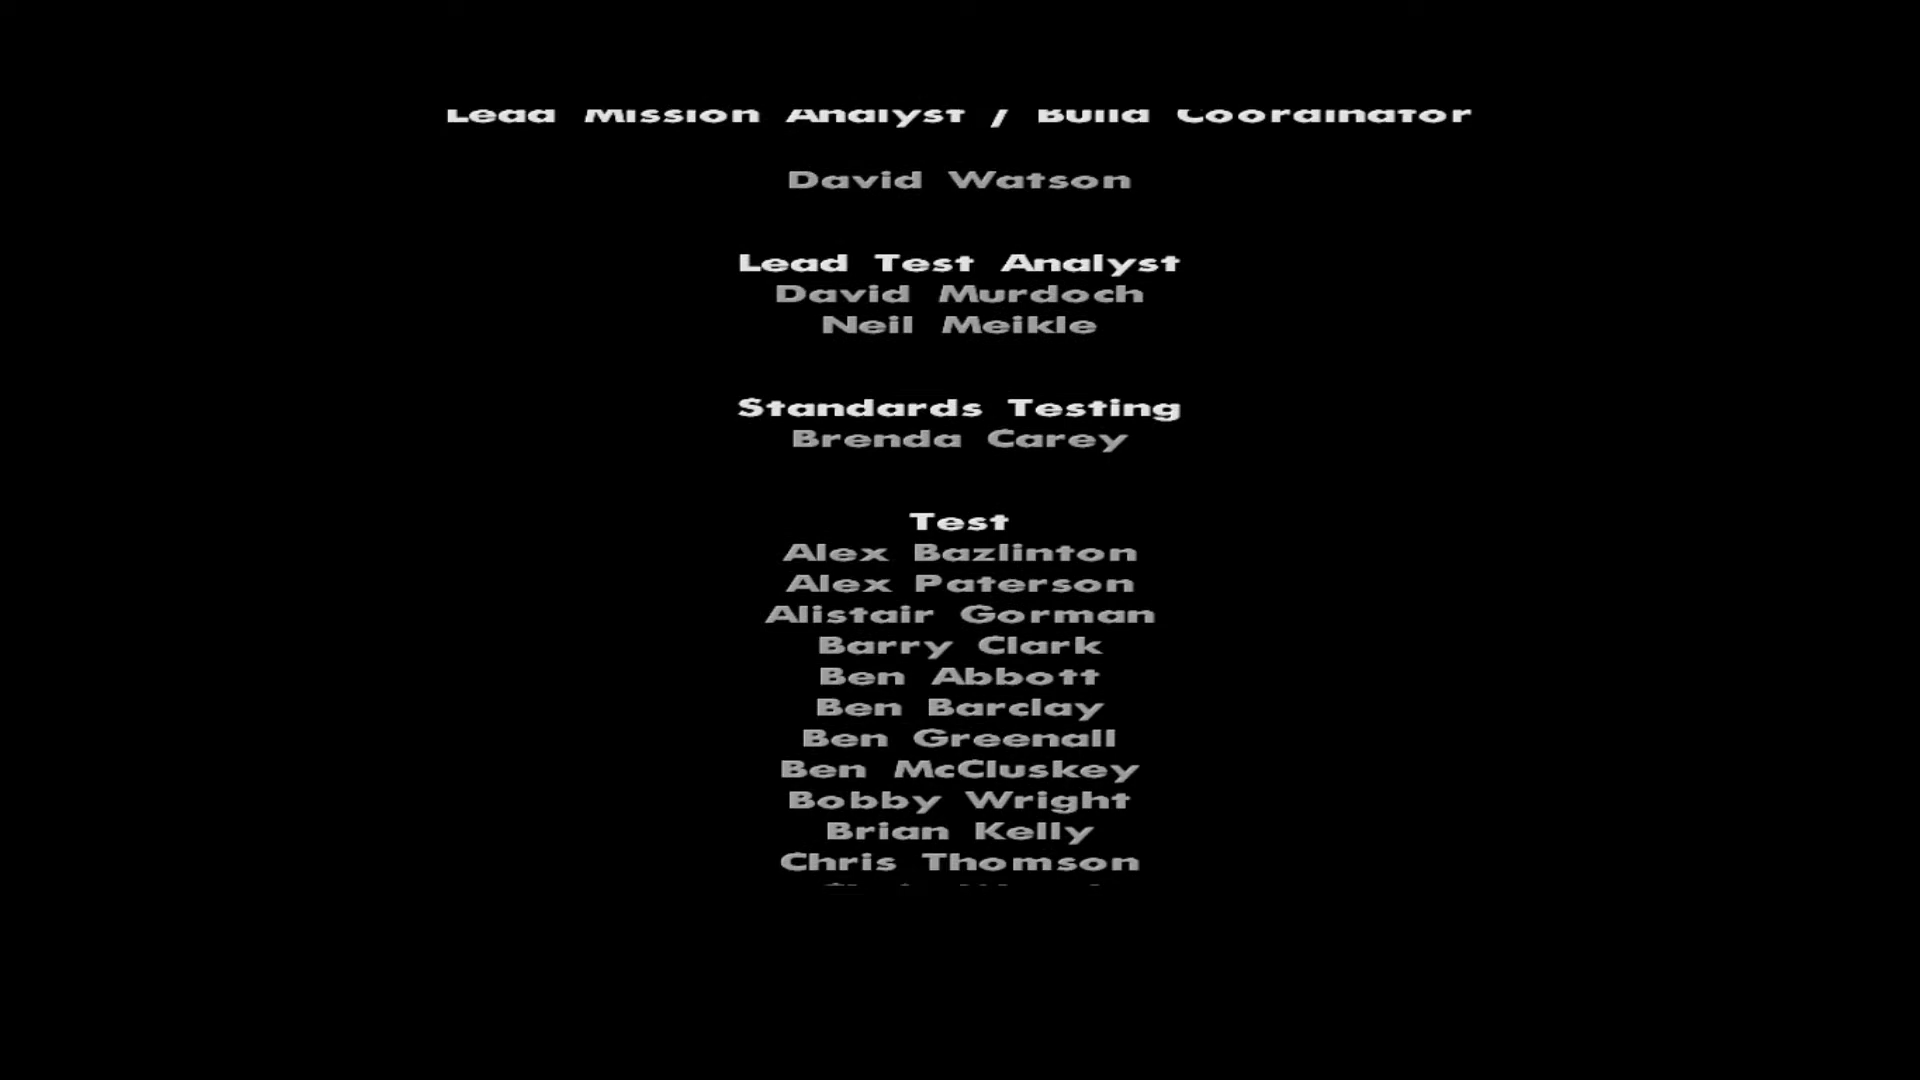 Lead Mission Analyst / Build Coordinator
David Watson
Lead Test Analyst
David Murdoch
Neil Meikle
Standards Testing
Brenda Carey
Test
Alex Bazlinton
Alex Paterson
Alistair Gorman
Barry Clark
Ben Abbott
Ben Barclay
Ben Greenall
Ben McCluskey
Bobby Wright
Brian Kelly
Chris Thomson